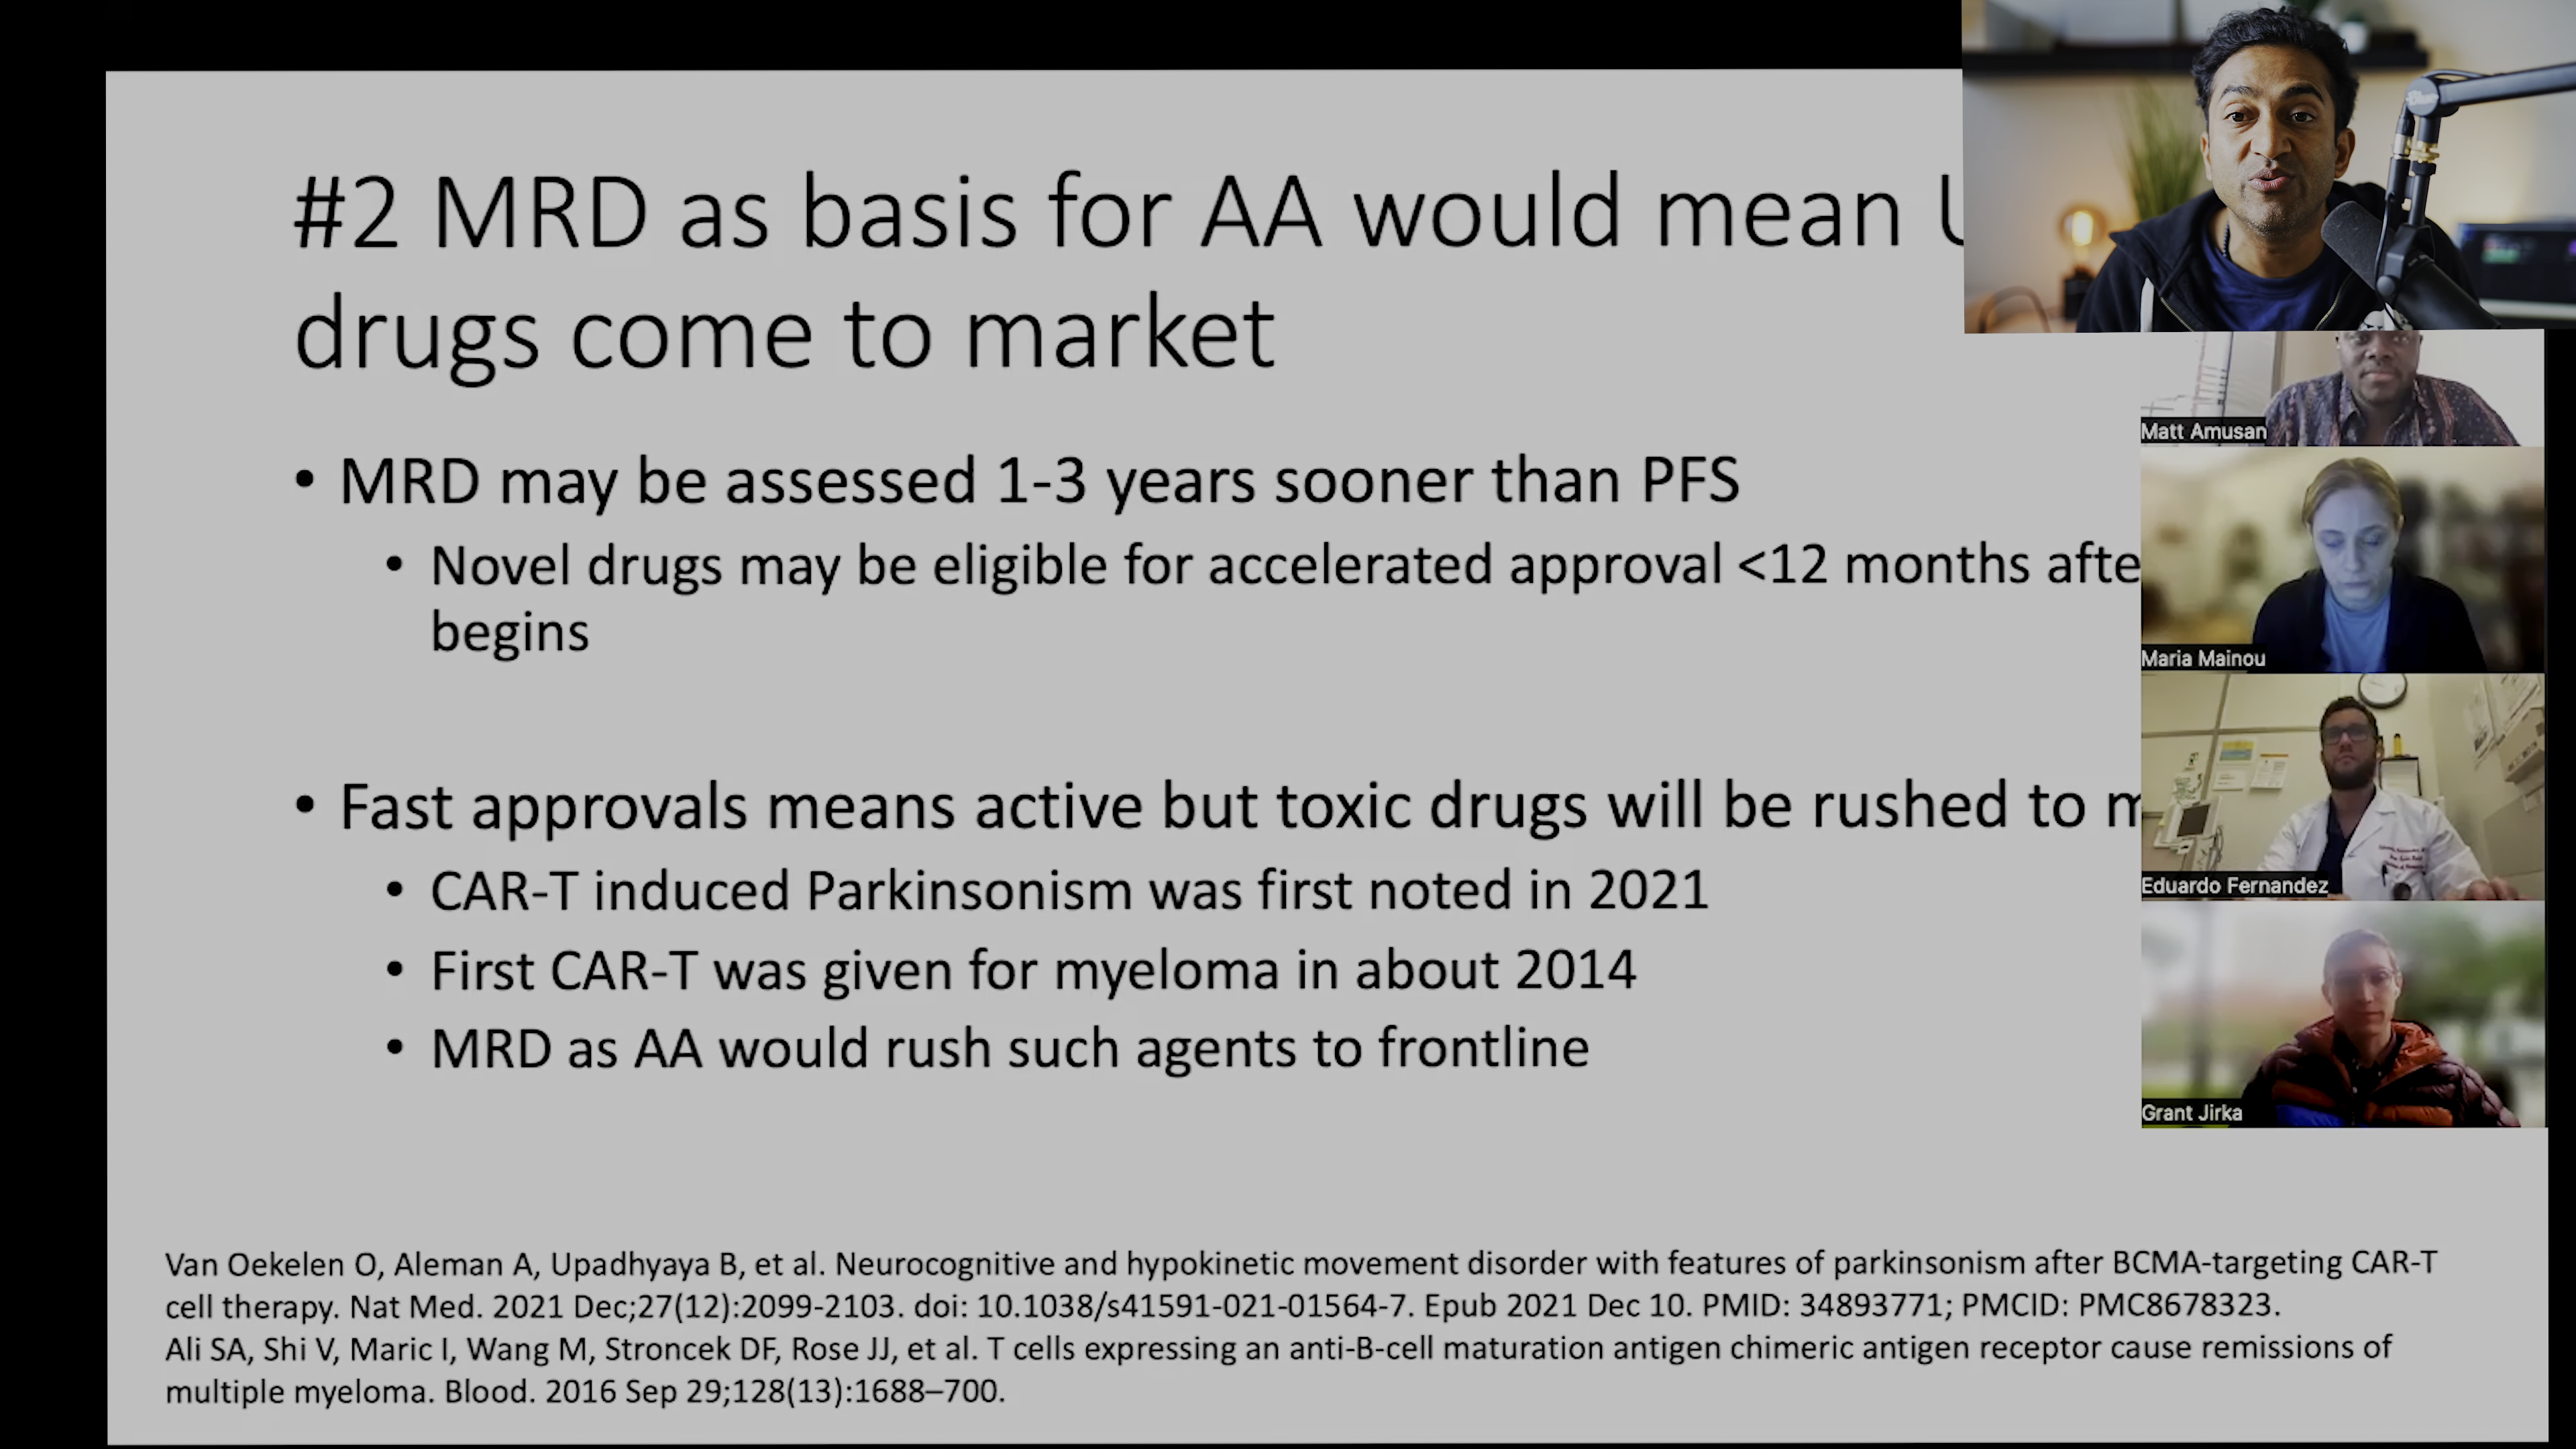 #2 MRD as basis for AA would mean
drugs come to market
• MRD may be assessed 1-3 years sooner than PFS
• Novel drugs may be eligible for accelerated approval <12 months afte
begins
• Fast approvals means active but toxic drugs will be rushed to m
• CAR-T induced Parkinsonism was first noted in 2021
• First CAR-T was given for myeloma in about 2014
• MRD as AA would rush such agents to frontline
Van Oekelen O, Aleman A, Upadhyaya B, et al. Neurocognitive and hypokinetic movement disorder with features of parkinsonism after BCMA-targeting CAR-T
cell therapy. Nat Med. 2021 Dec;27(12):2099-2103. doi: 10.1038/s41591-021-01564-7. Epub 2021 Dec 10. PMID: 34893771; PMCID: PMC8678323.
Ali SA, Shi V, Maric I, Wang M, Stroncek DF, Rose JJ, et al. T cells expressing an anti-B-cell maturation antigen chimeric antigen receptor cause remissions of
multiple myeloma. Blood. 2016 Sep 29;128(13):1688–700.
Blue
Matt Amusan
Maria Mainou
Eduardo Fernandez
Grant Jirka